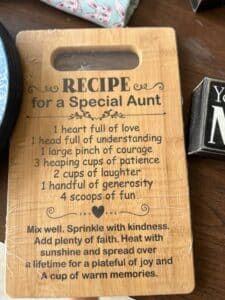 RECIPE
for a Special Aunt
1 heart full of love
1 head full of understanding
1 large pinch of courage
3 heaping cups of patience
2 cups of laughter
1 handful of generosity
4 scoops of fun
Mix well. Sprinkle with kindness.
Add plenty of faith. Heat with
sunshine and spread over
a lifetime for a plateful of joy and
A cup of warm memories.